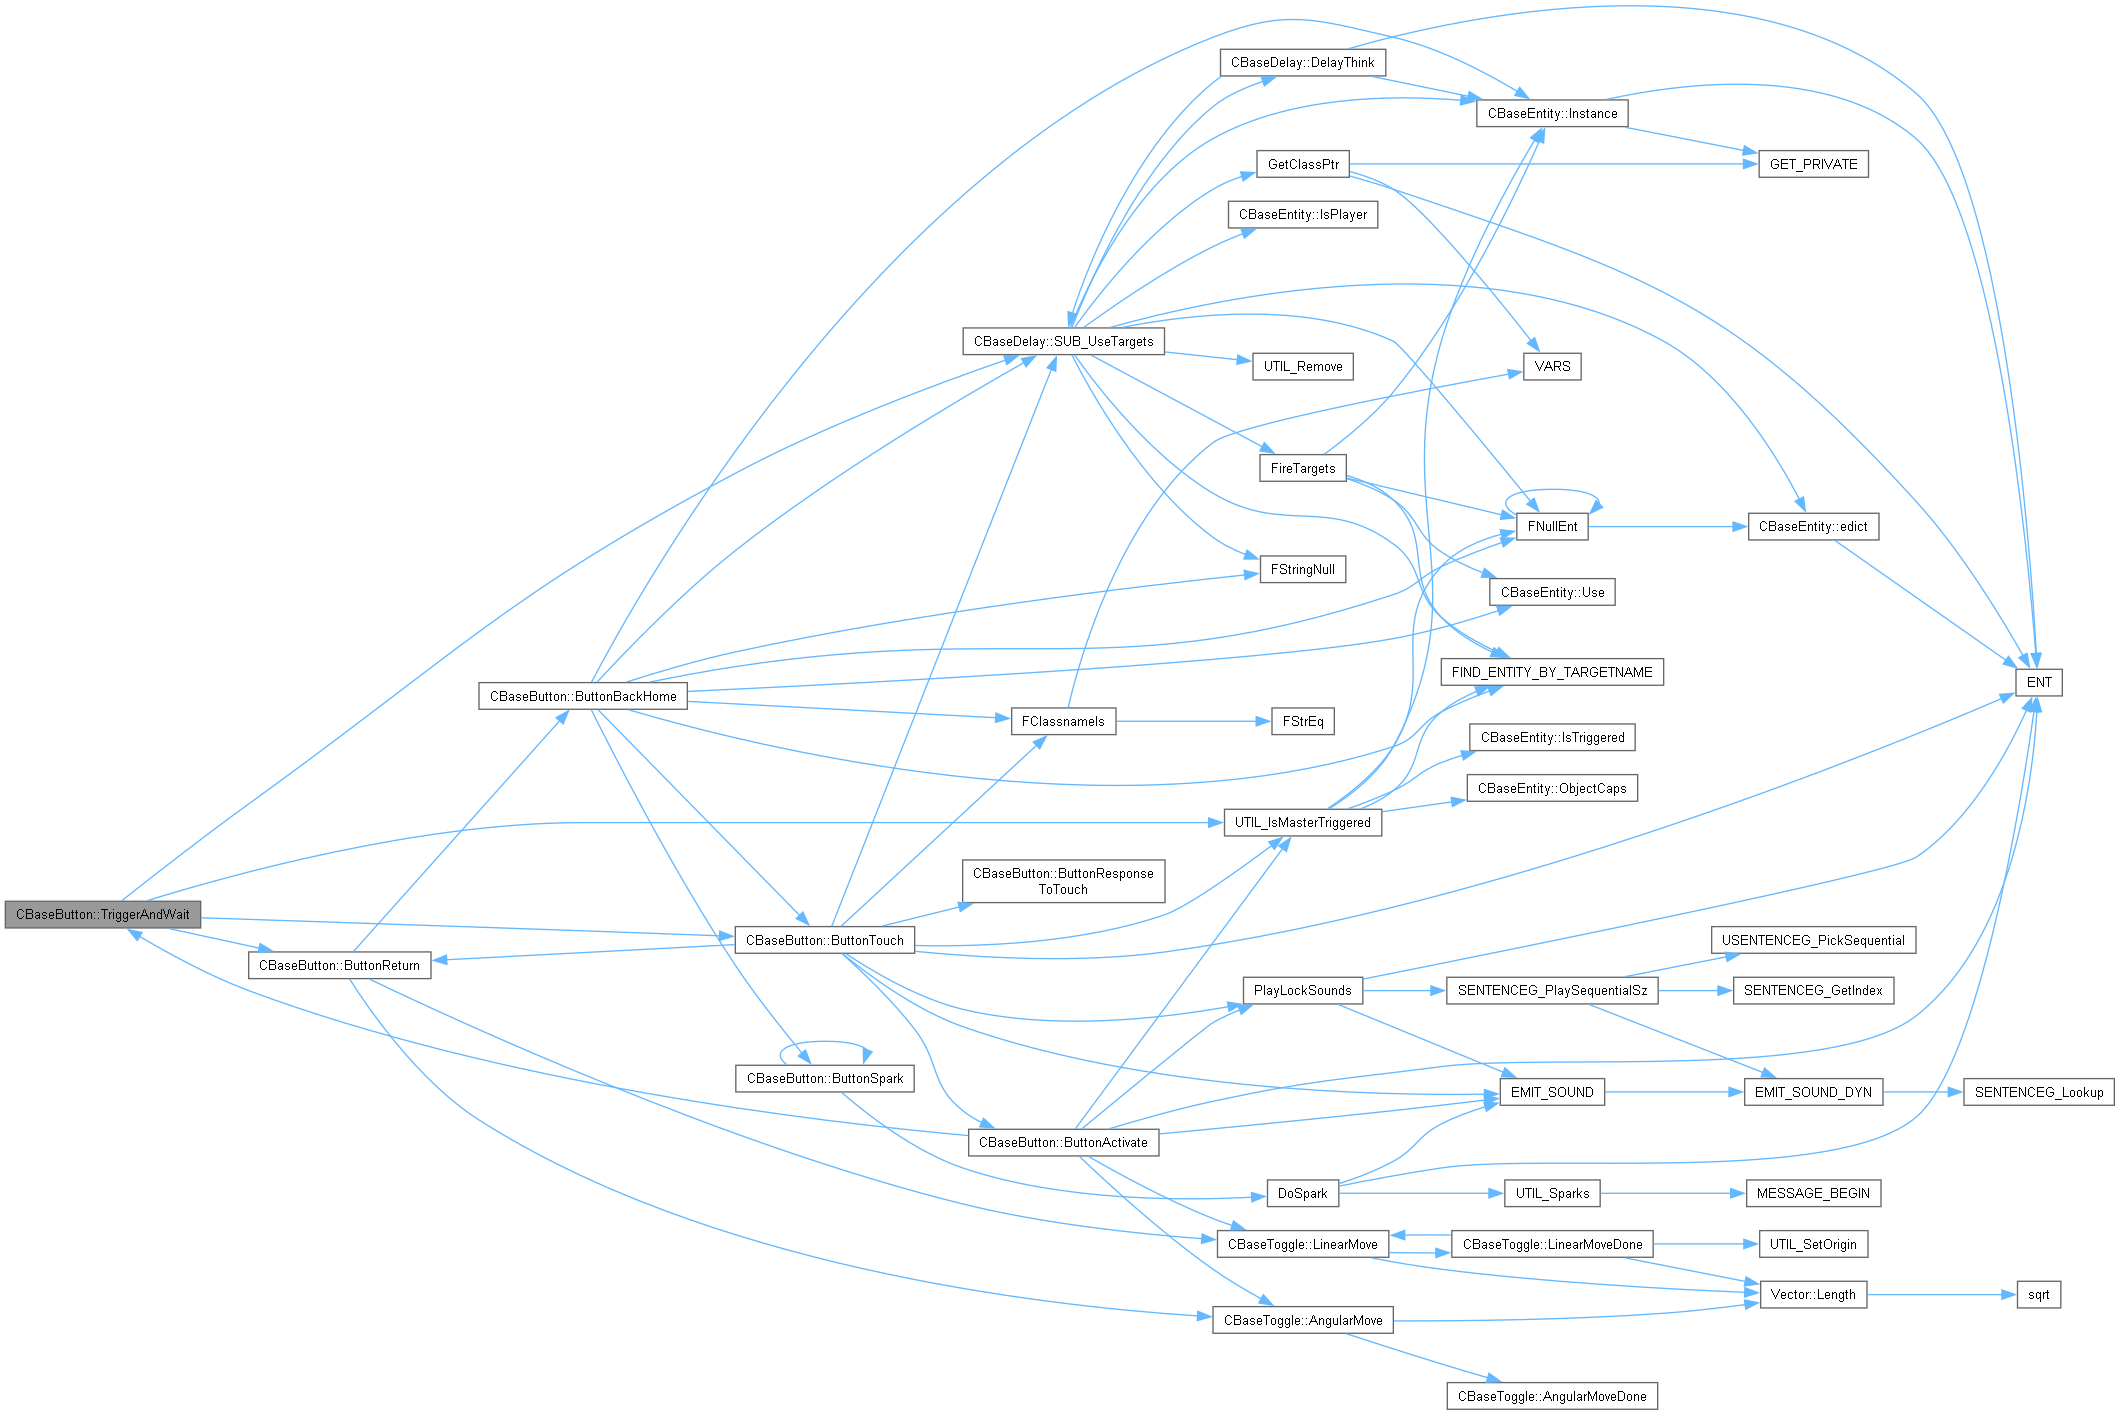 CBaseDelay::DelayThink
CBaseEntity::Instance
GetClassPtr
GET_PRIVATE
CBaseEntity::IsPlayer
CBaseDelay::SUB_UseTargets
UTIL_Remove
VARS
FireTargets
FNullEnt
CBaseEntity::edict
FStringNull
CBaseEntity::Use
FIND_ENTITY_BY_TARGETNAME
ENT
CBaseButton::ButtonBackHome
FClassnameIs
FStrEq
CBaseEntity::IsTriggered
CBaseEntity::ObjectCaps
UTIL_IsMasterTriggered
CBaseButton::ButtonResponse
ToTouch
CBaseButton::TriggerAndWait
CBaseButton::ButtonTouch
USENTENCEG_PickSequential
CBaseButton::ButtonReturn
PlayLockSounds
SENTENCEG_PlaySequentialSz
SENTENCEG_GetIndex
CBaseButton::ButtonSpark
EMIT_SOUND
EMIT_SOUND_DYN
SENTENCEG_Lookup
CBaseButton::ButtonActivate
DoSpark
UTIL_Sparks
MESSAGE_BEGIN
CBaseToggle::LinearMove
CBaseToggle::LinearMoveDone
UTIL_SetOrigin
Vector::Length
sqrt
CBaseToggle::AngularMove
CBaseToggle::AngularMoveDone